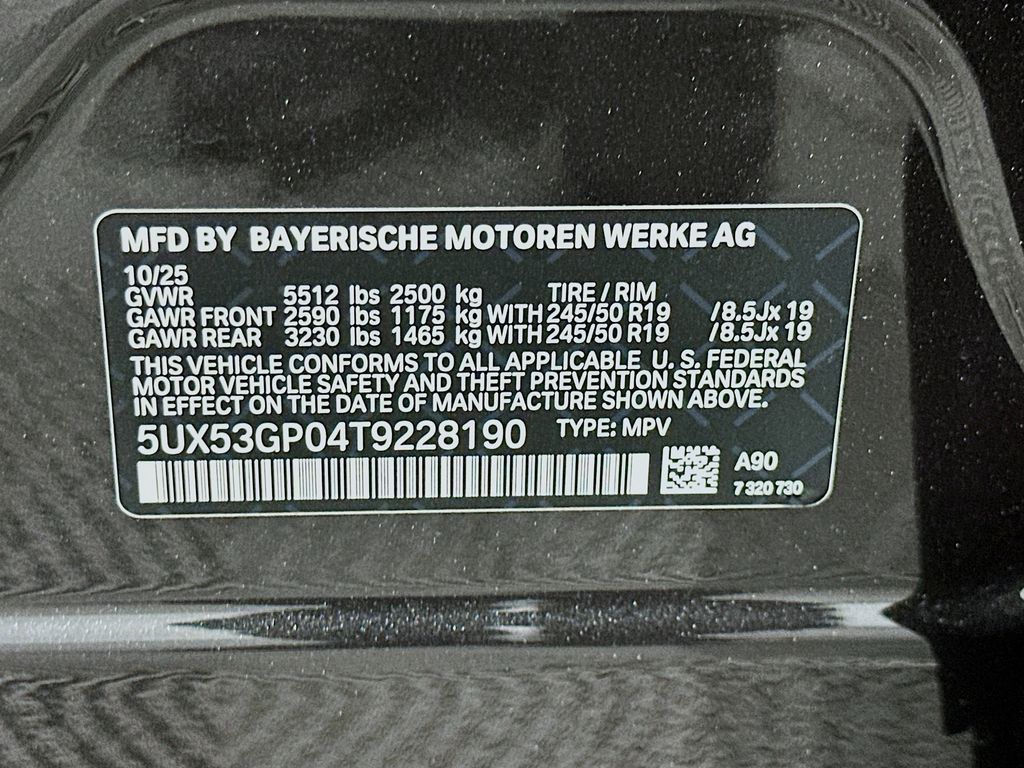 MFD BY BAYERISCHE MOTOREN WERKE AG
10/25
GVWR 5512 lbs 2500 kg TIRE / RIM
GAWR FRONT 2590 lbs 1175 kg WITH 245/50 R19 /8.5Jx 19
GAWR REAR 3230 lbs 1465 kg WITH 245/50 R19 /8.5Jx 19
THIS VEHICLE CONFORMS TO ALL APPLICABLE U. S. FEDERAL
MOTOR VEHICLE SAFETY AND THEFT PREVENTION STANDARDS
IN EFFECT ON THE DATE OF MANUFACTURE SHOWN ABOVE.
5UX53GP04T9228190 TYPE: MPV
A90
7 320 730